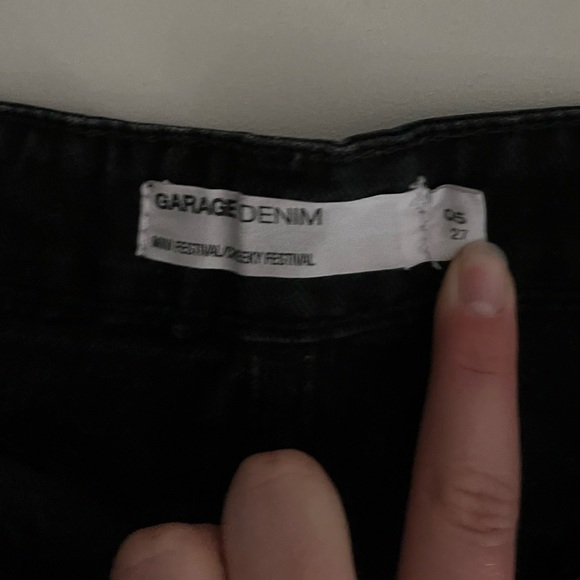 GARAGE DENIM
MINI FESTIVAL/CHEEKY FESTIVAL
05
27